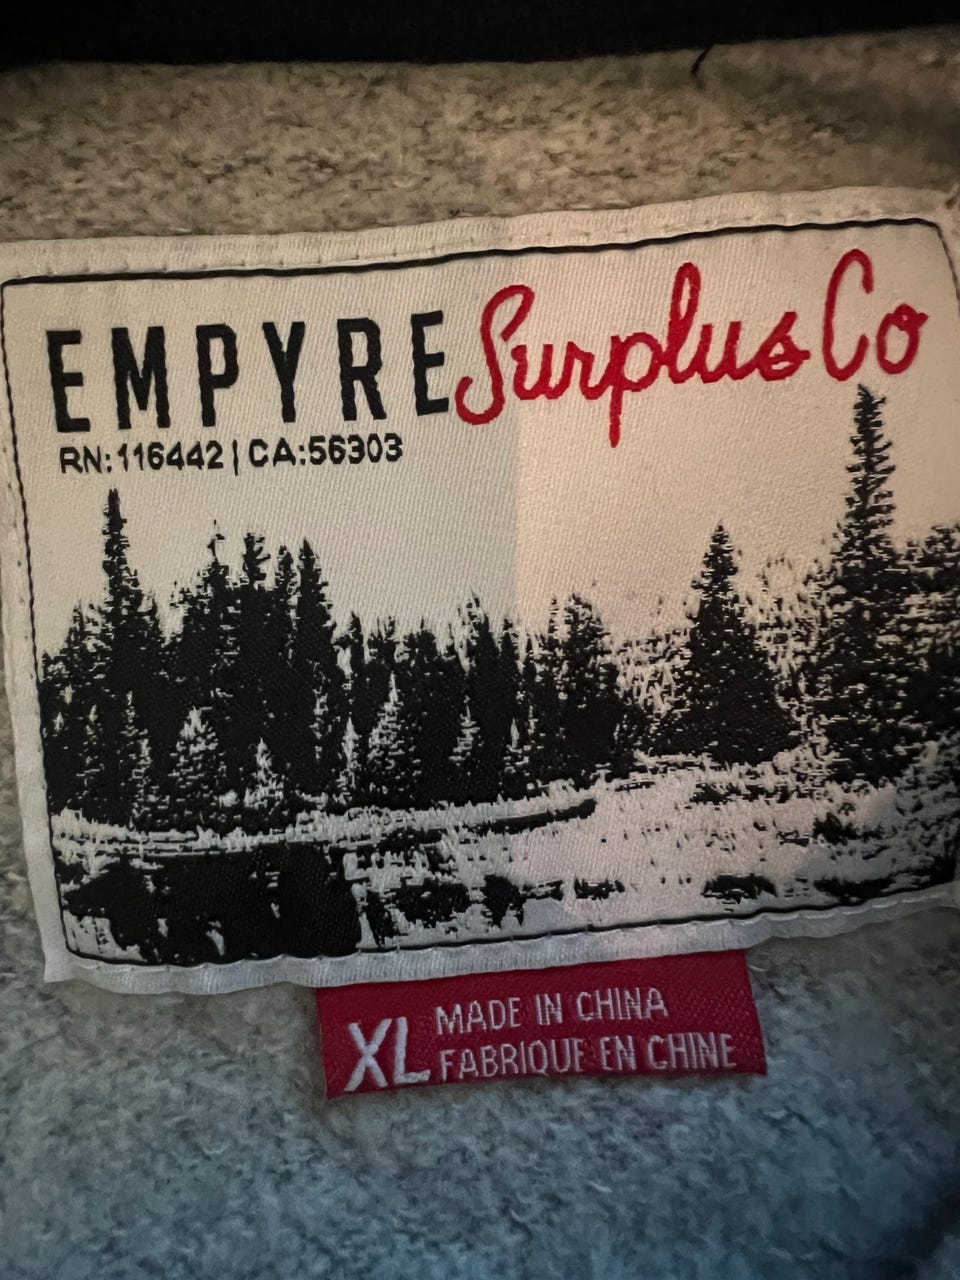 EMPYRE Surplus Co
RN:116442 | CA:56303
XL MADE IN CHINA
FABRIQUE EN CHINE